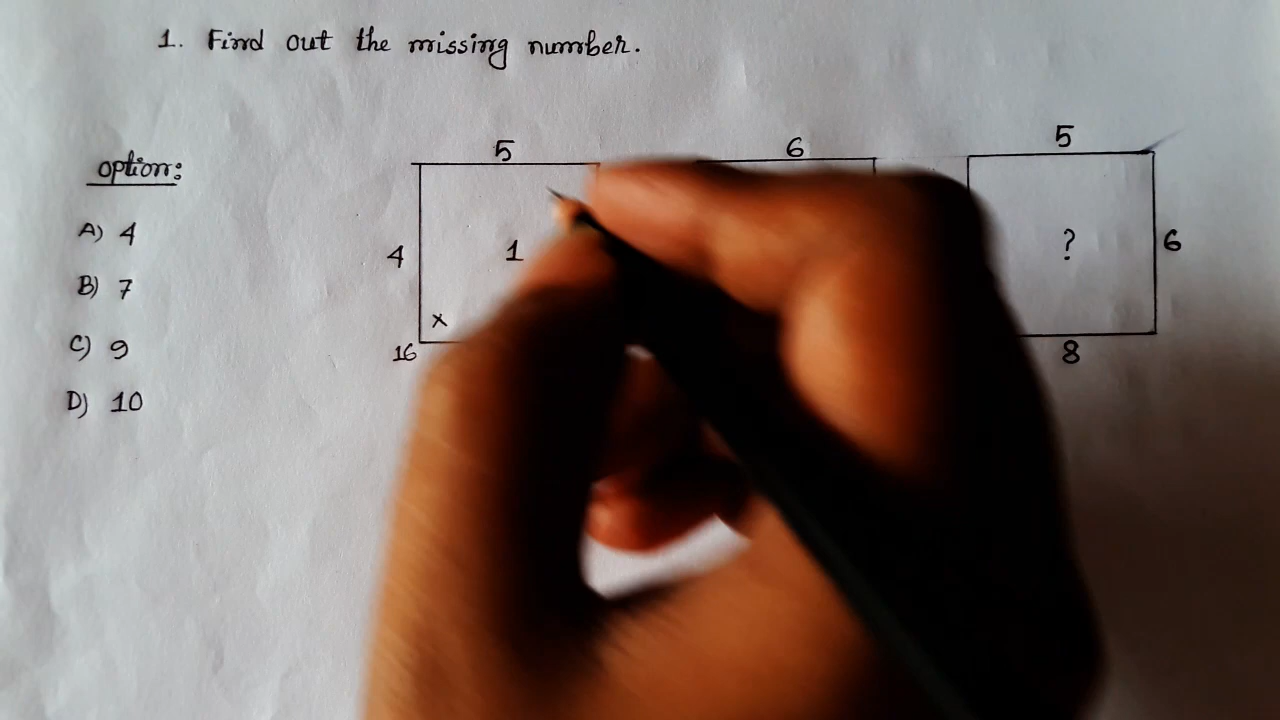 1. Find out the missing number.
option:
A) 4
B) 7
C) 9
D) 10
5 6 5
4 1 ? 6
×
16 8